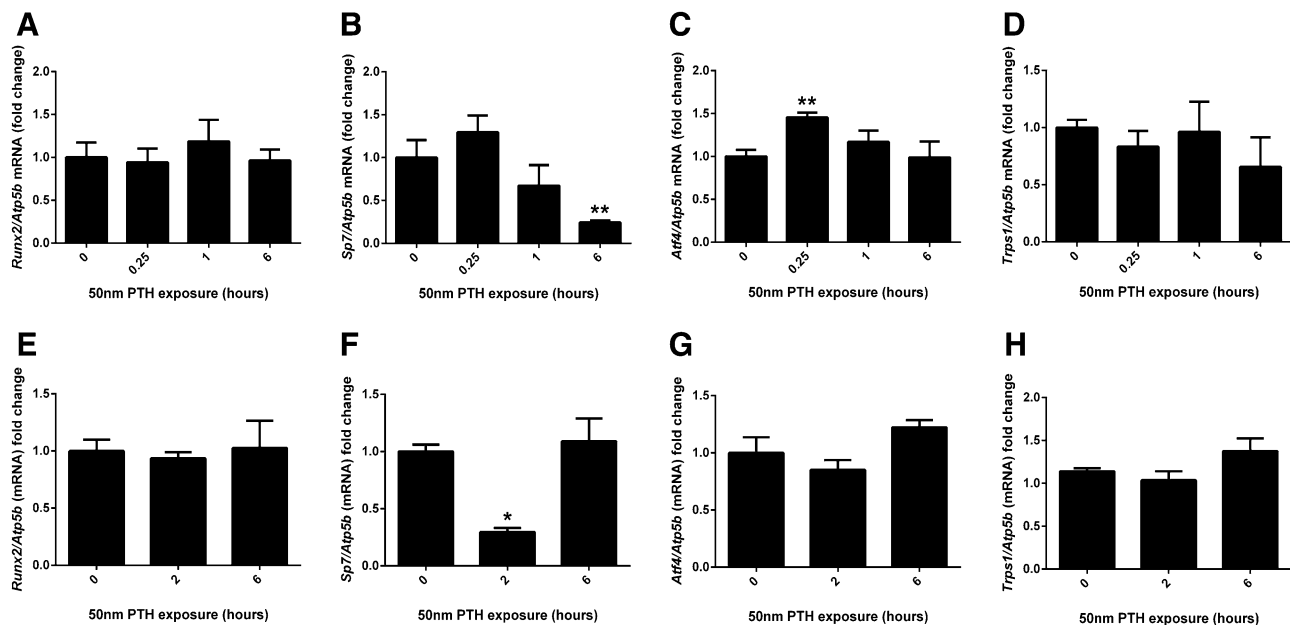 A
Runx2/Atp5b mRNA (fold change)
2.0
1.5
1.0
0.5
0.0
0
0.25
1
6
50nm PTH exposure (hours)
B
Sp7/Atp5b mRNA (fold change)
2.0
1.5
1.0
0.5
0.0
**
0
0.25
1
6
50nm PTH exposure (hours)
C
Atf4/Atp5b mRNA (fold change)
2.0
1.5
1.0
0.5
0.0
**
0
0.25
1
6
50nm PTH exposure (hours)
D
Trps1/Atp5b mRNA (fold change)
1.5
1.0
0.5
0.0
0
0.25
1
6
50nm PTH exposure (hours)
E
Runx2/Atp5b (mRNA) fold change
1.5
1.0
0.5
0.0
0
2
6
50nm PTH exposure (hours)
F
Sp7/Atp5b (mRNA) fold change
1.5
1.0
0.5
0.0
*
0
2
6
50nm PTH exposure (hours)
G
Atf4/Atp5b (mRNA) fold change
1.5
1.0
0.5
0.0
0
2
6
50nm PTH exposure (hours)
H
Trps1/Atp5b (mRNA) fold change
2.0
1.5
1.0
0.5
0.0
0
2
6
50nm PTH exposure (hours)